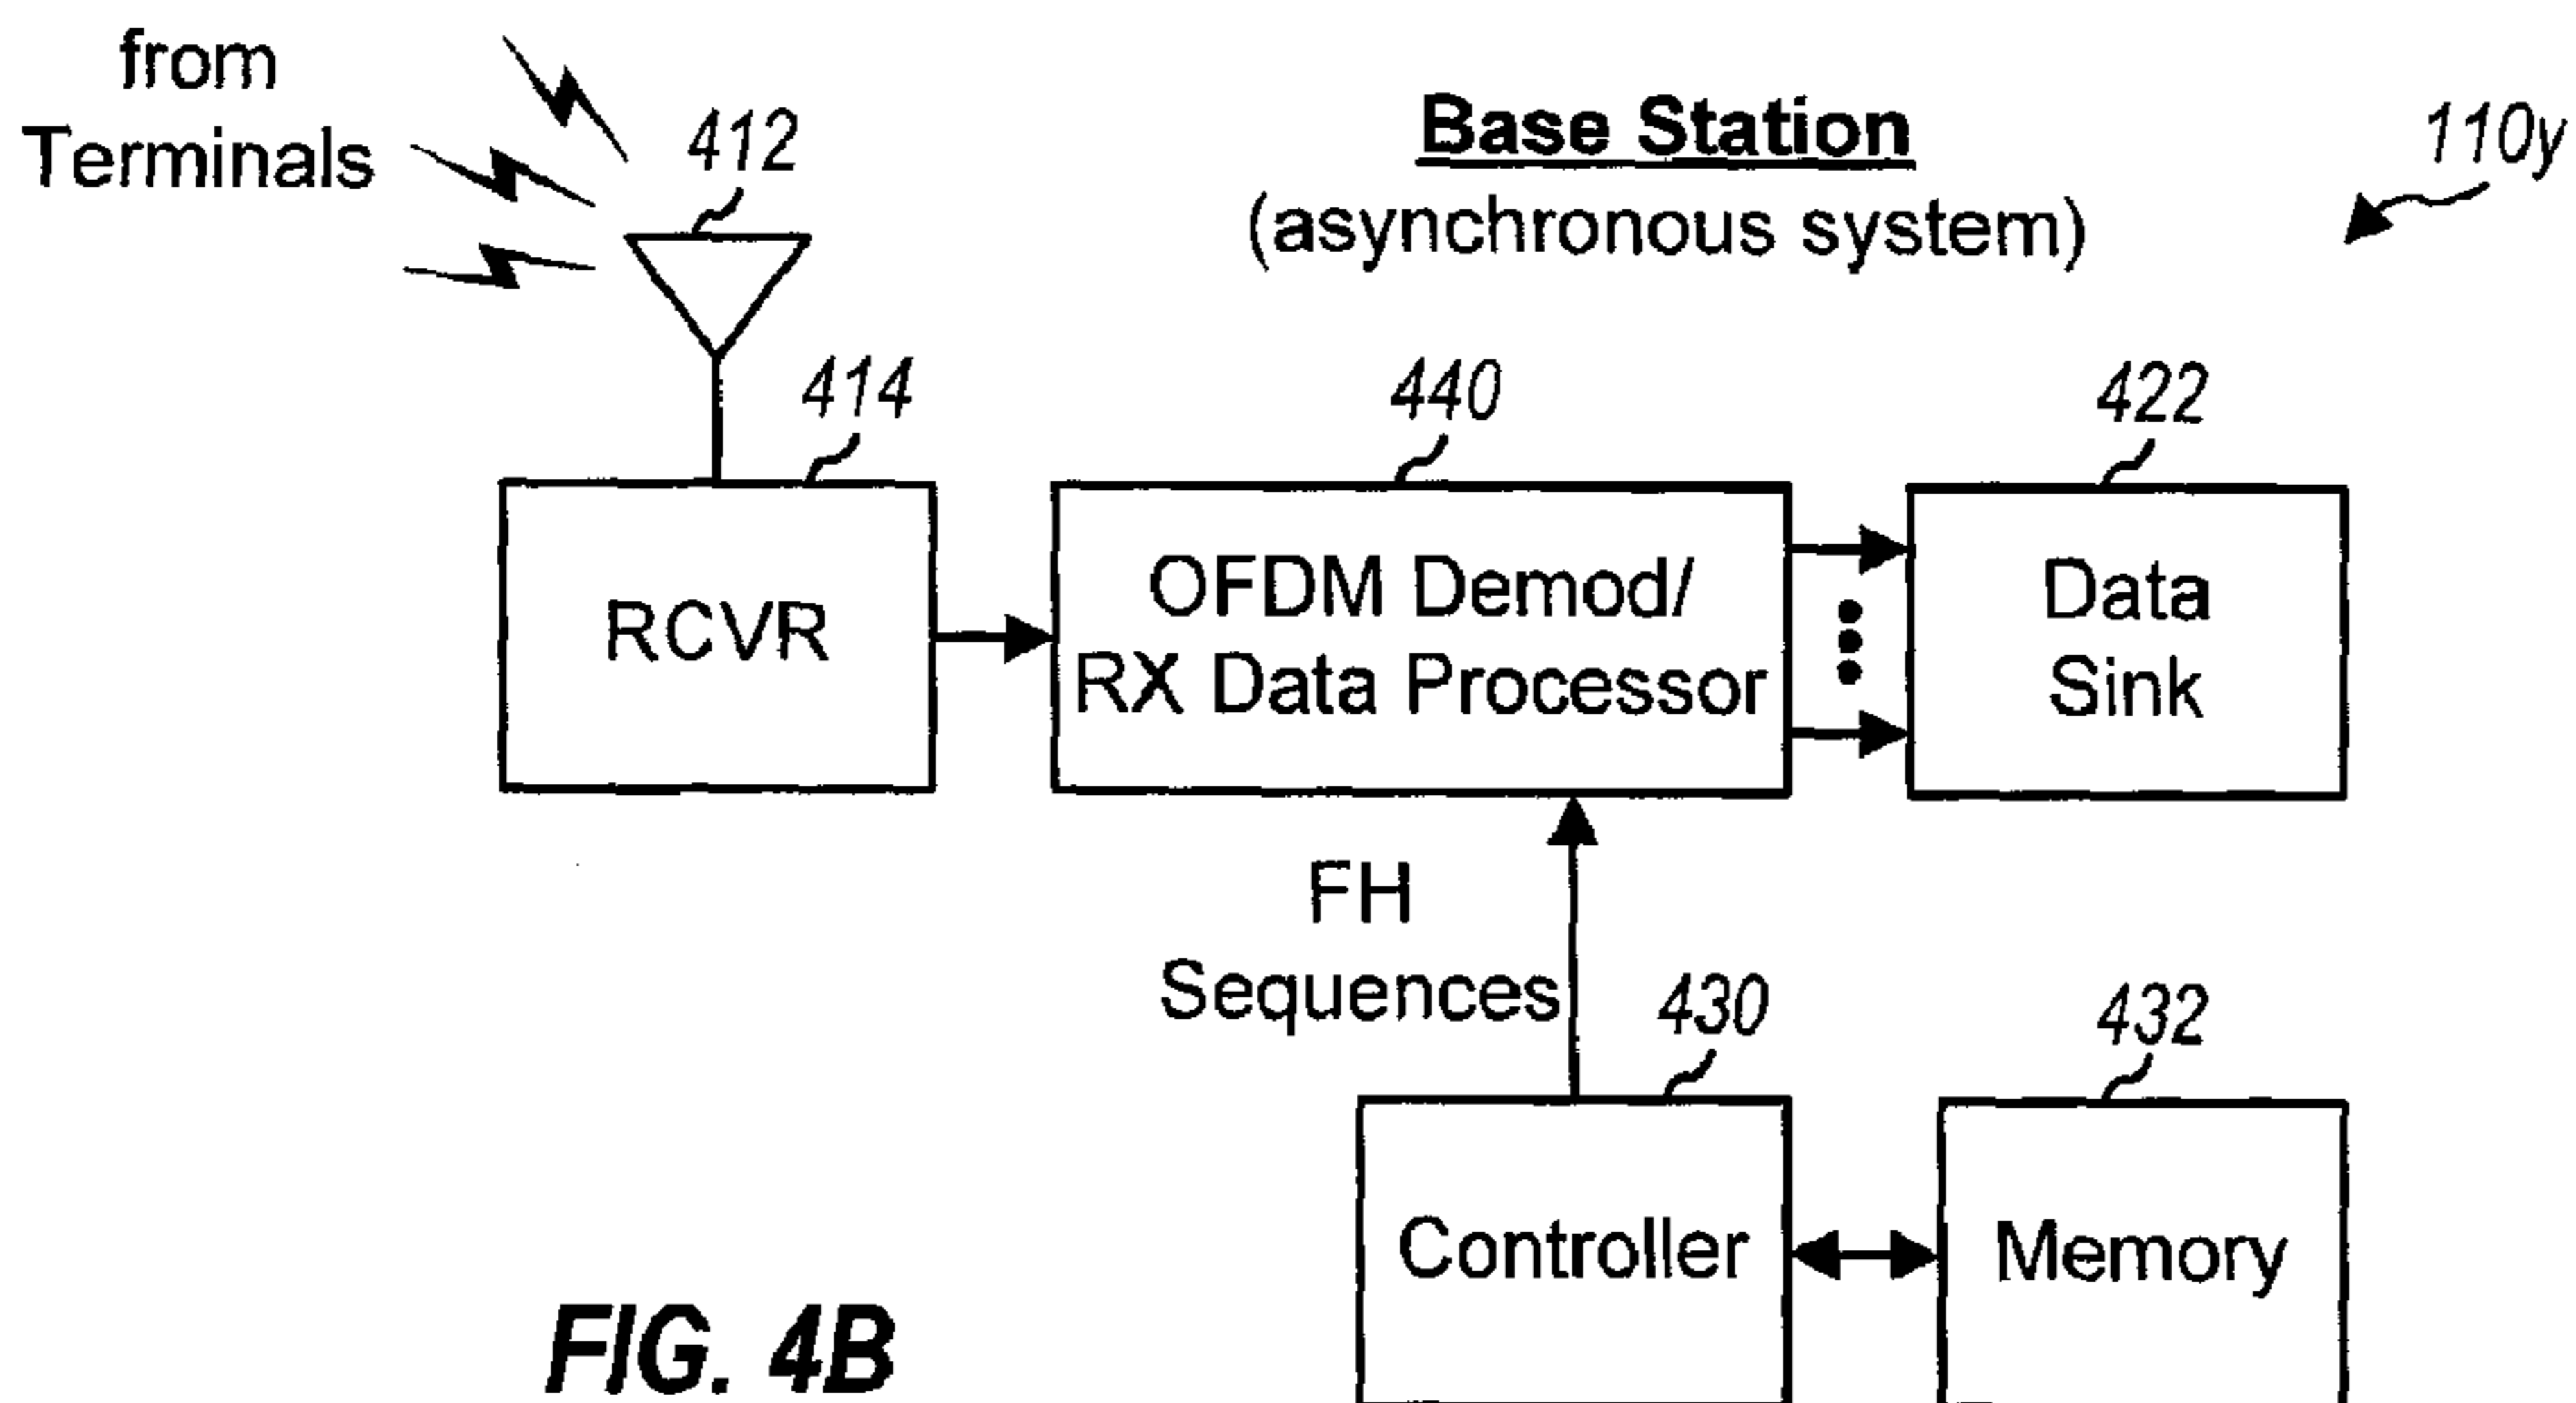 from
Terminals
412
Base Station
(asynchronous system)
110y
414
440
422
RCVR
OFDM Demod/
RX Data Processor
Data
Sink
FH
Sequences
430
432
Controller
Memory
FIG. 4B